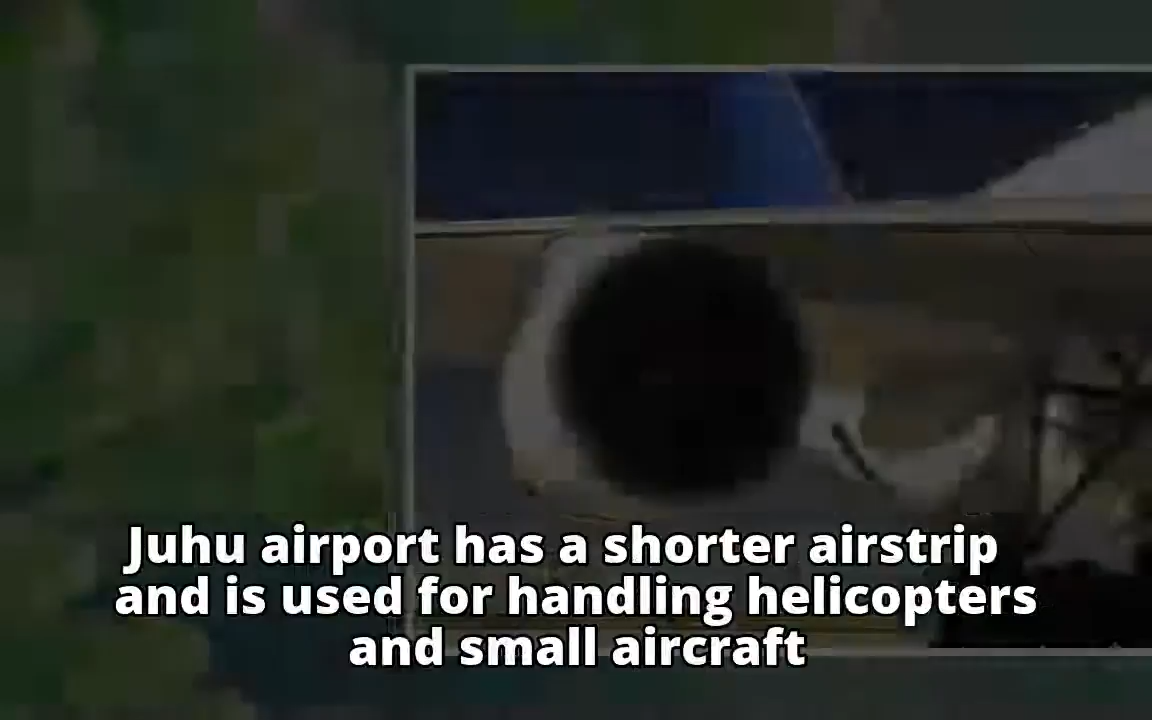 Juhu airport has a shorter airstrip
and is used for handling helicopters
and small aircraft